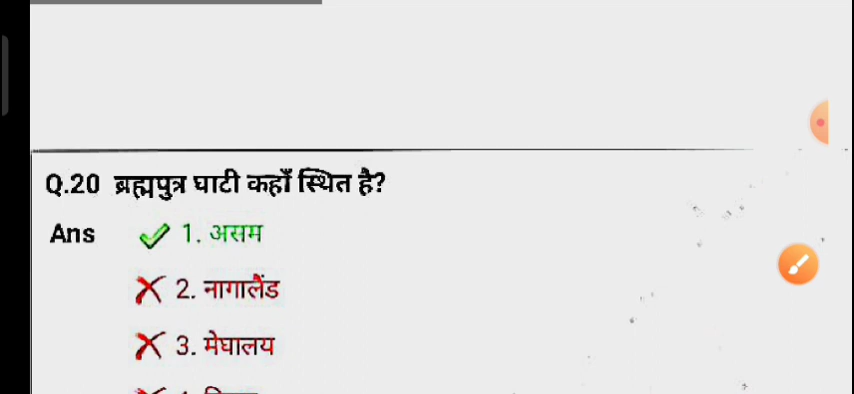 Q.20 ब्रह्मपुत्र घाटी कहाँ स्थित है?
Ans 1. असम
2. नागालैंड
3. मेघालय